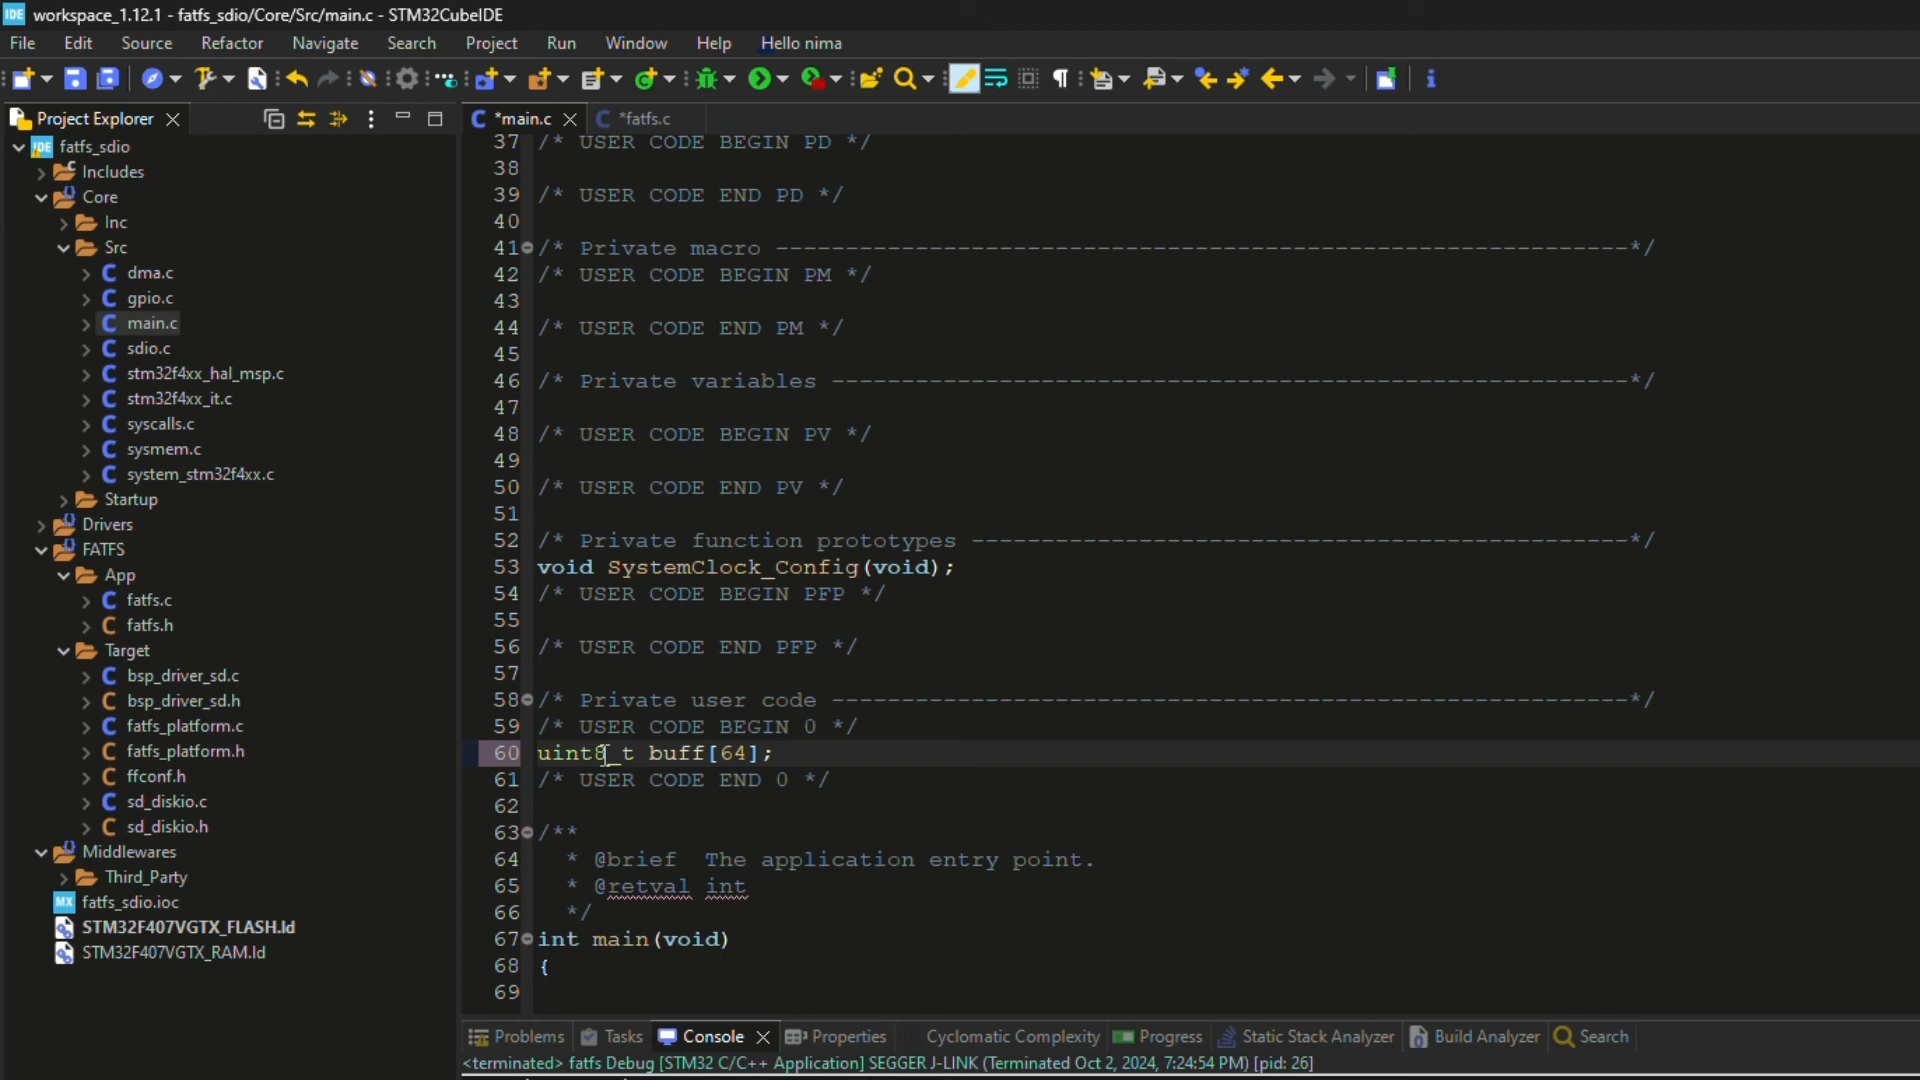 IDE workspace_1.12.1 - fatfs_sdio/Core/Src/main.c - STM32CubeIDE
File Edit Source Refactor Navigate Search Project Run Window Help Hello nima
Project Explorer
*main.c
*fatfs.c
fatfs_sdio
Includes
Core
Inc
Src
dma.c
gpio.c
main.c
sdio.c
stm32f4xx_hal_msp.c
stm32f4xx_it.c
syscalls.c
sysmem.c
system_stm32f4xx.c
Startup
Drivers
FATFS
App
fatfs.c
fatfs.h
Target
bsp_driver_sd.c
bsp_driver_sd.h
fatfs_platform.c
fatfs_platform.h
ffconf.h
sd_diskio.c
sd_diskio.h
Middlewares
Third_Party
MX fatfs_sdio.ioc
STM32F407VGTX_FLASH.ld
STM32F407VGTX_RAM.ld
37 /* USER CODE BEGIN PD */
38
39 /* USER CODE END PD */
40
41 /* Private macro -------------------------------------------------------------*/
42 /* USER CODE BEGIN PM */
43
44 /* USER CODE END PM */
45
46 /* Private variables ---------------------------------------------------------*/
47
48 /* USER CODE BEGIN PV */
49
50 /* USER CODE END PV */
51
52 /* Private function prototypes -----------------------------------------------*/
53 void SystemClock_Config(void);
54 /* USER CODE BEGIN PFP */
55
56 /* USER CODE END PFP */
57
58 /* Private user code ---------------------------------------------------------*/
59 /* USER CODE BEGIN 0 */
60 uint8_t buff[64];
61 /* USER CODE END 0 */
62
63 /**
64 * @brief The application entry point.
65 * @retval int
66 */
67 int main(void)
68 {
69
Problems Tasks Console Properties Cyclomatic Complexity Progress Static Stack Analyzer Build Analyzer Search
<terminated> fatfs Debug [STM32 C/C++ Application] SEGGER J-LINK (Terminated Oct 2, 2024, 7:24:54 PM) [pid: 26]